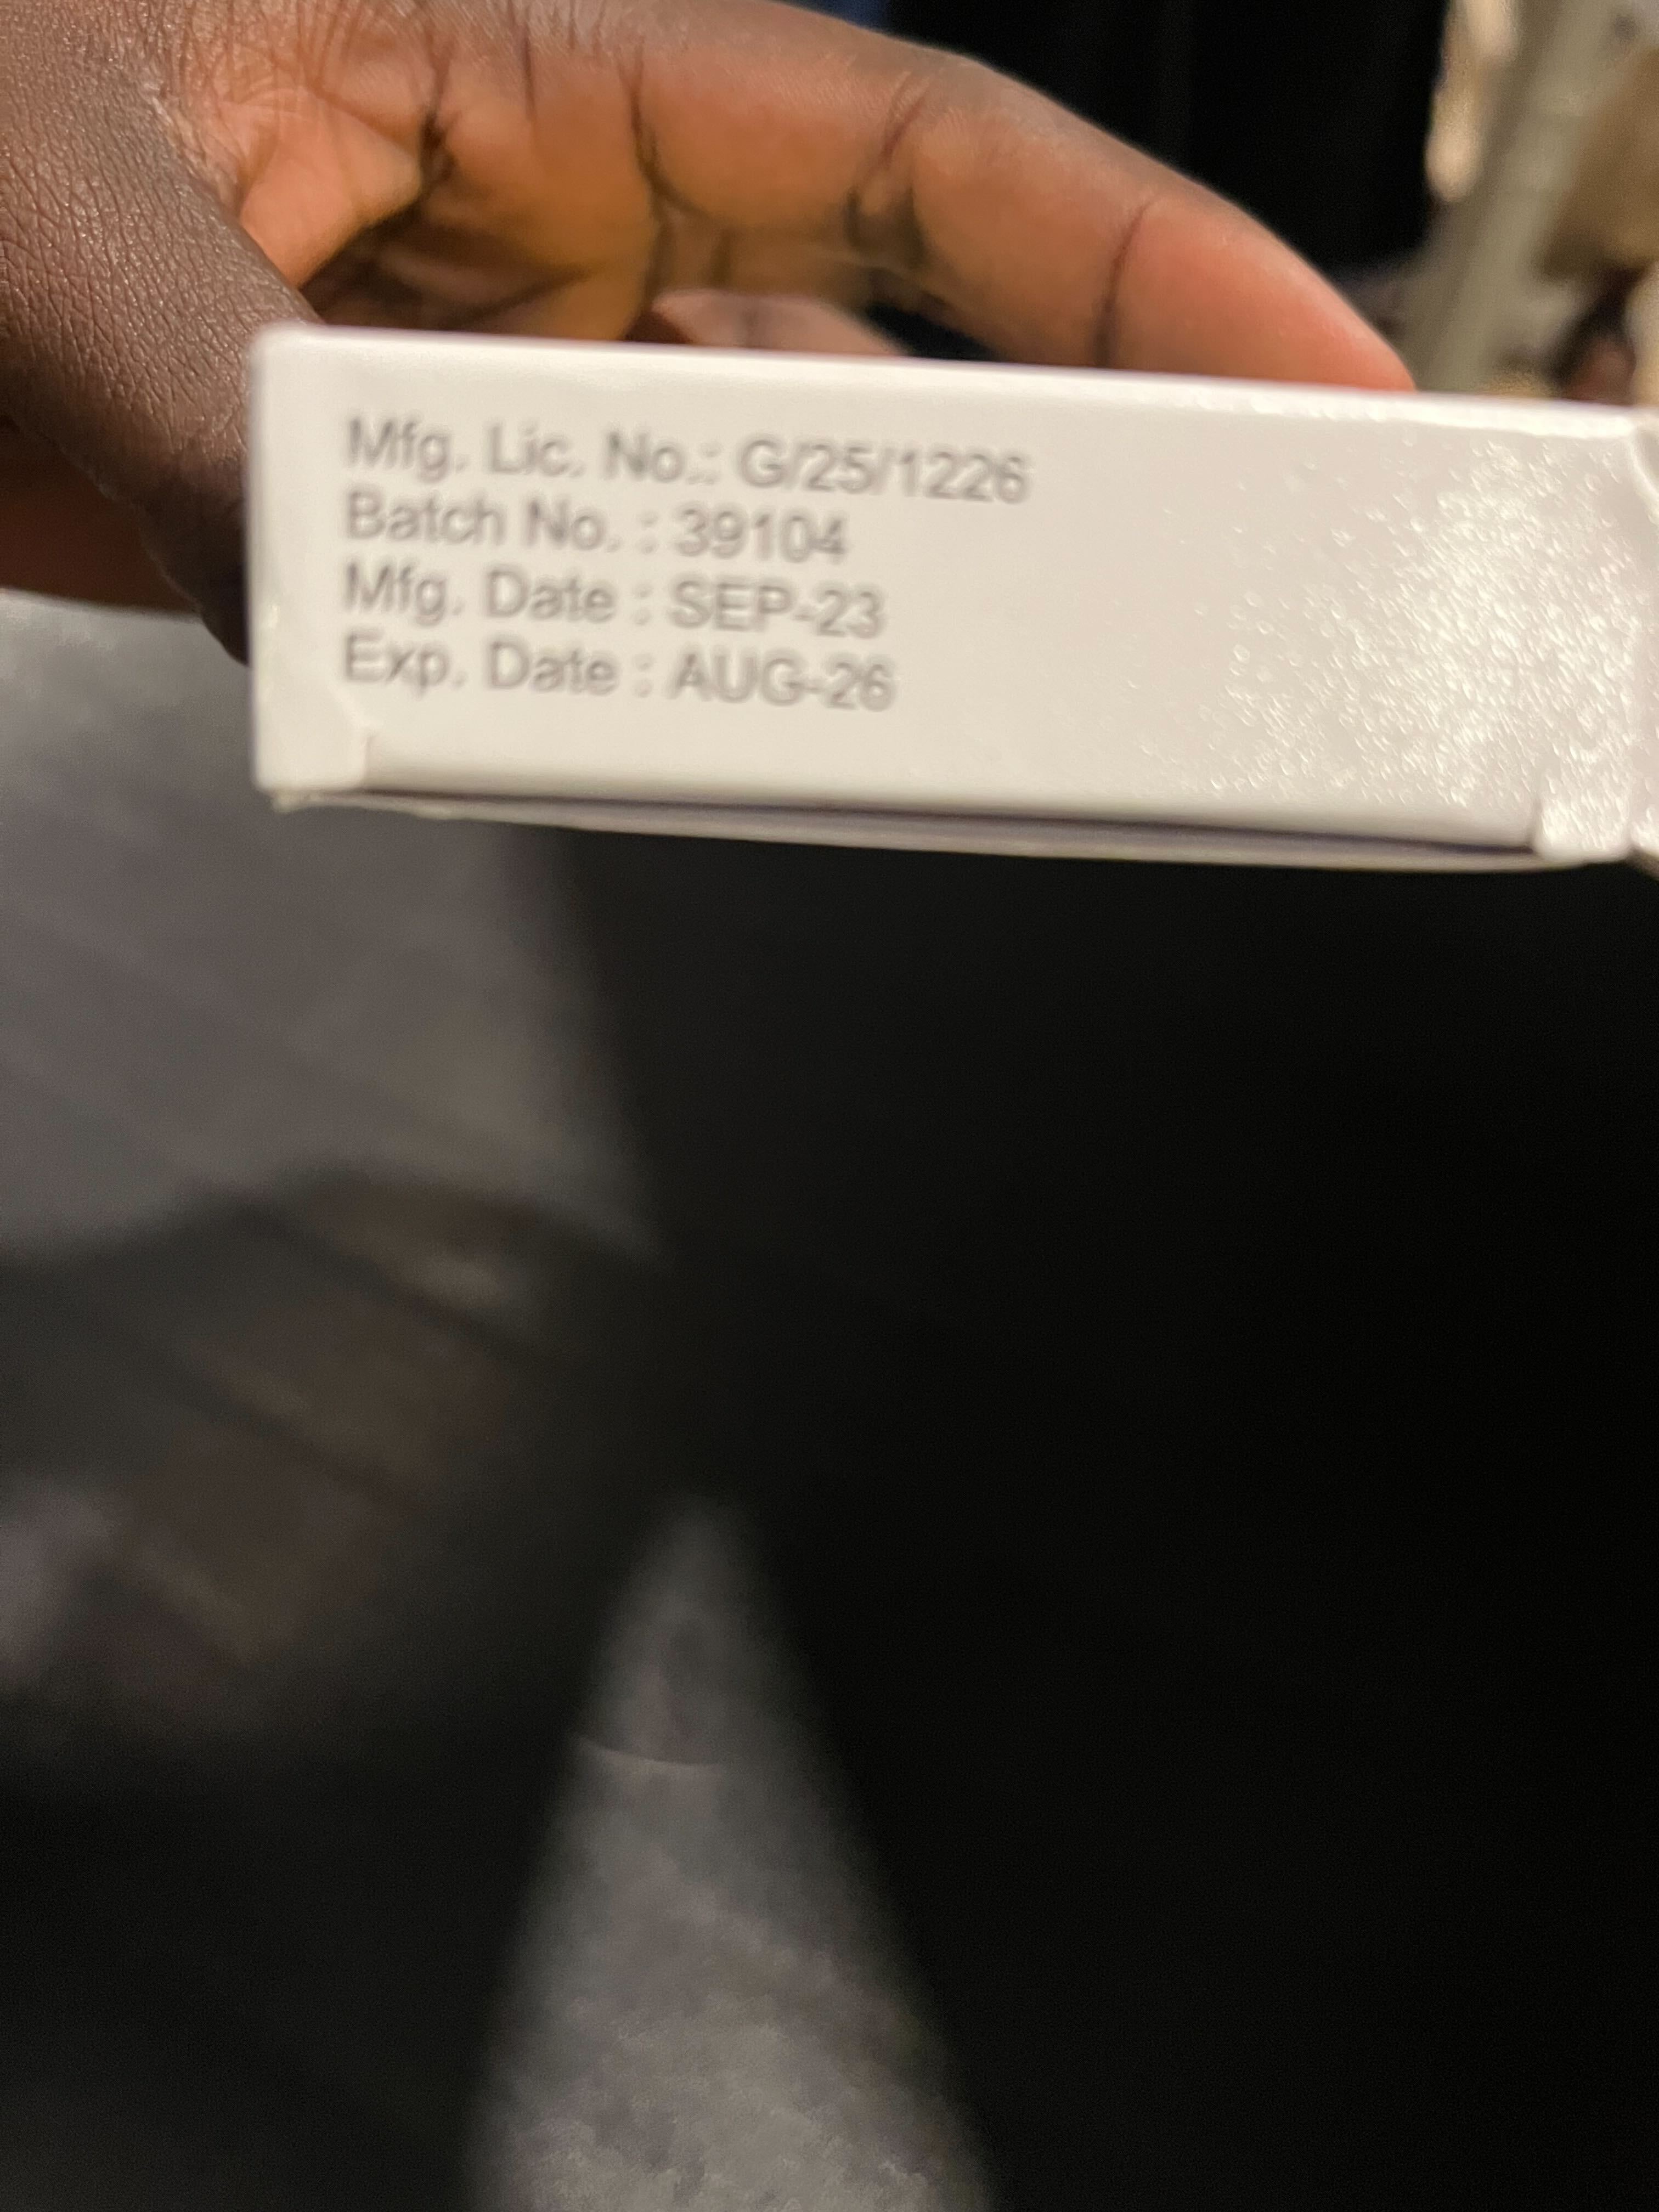 Mfg. Lic. No.: G/25/1226
Batch No. : 39104
Mfg. Date : SEP-23
Exp. Date : AUG-26